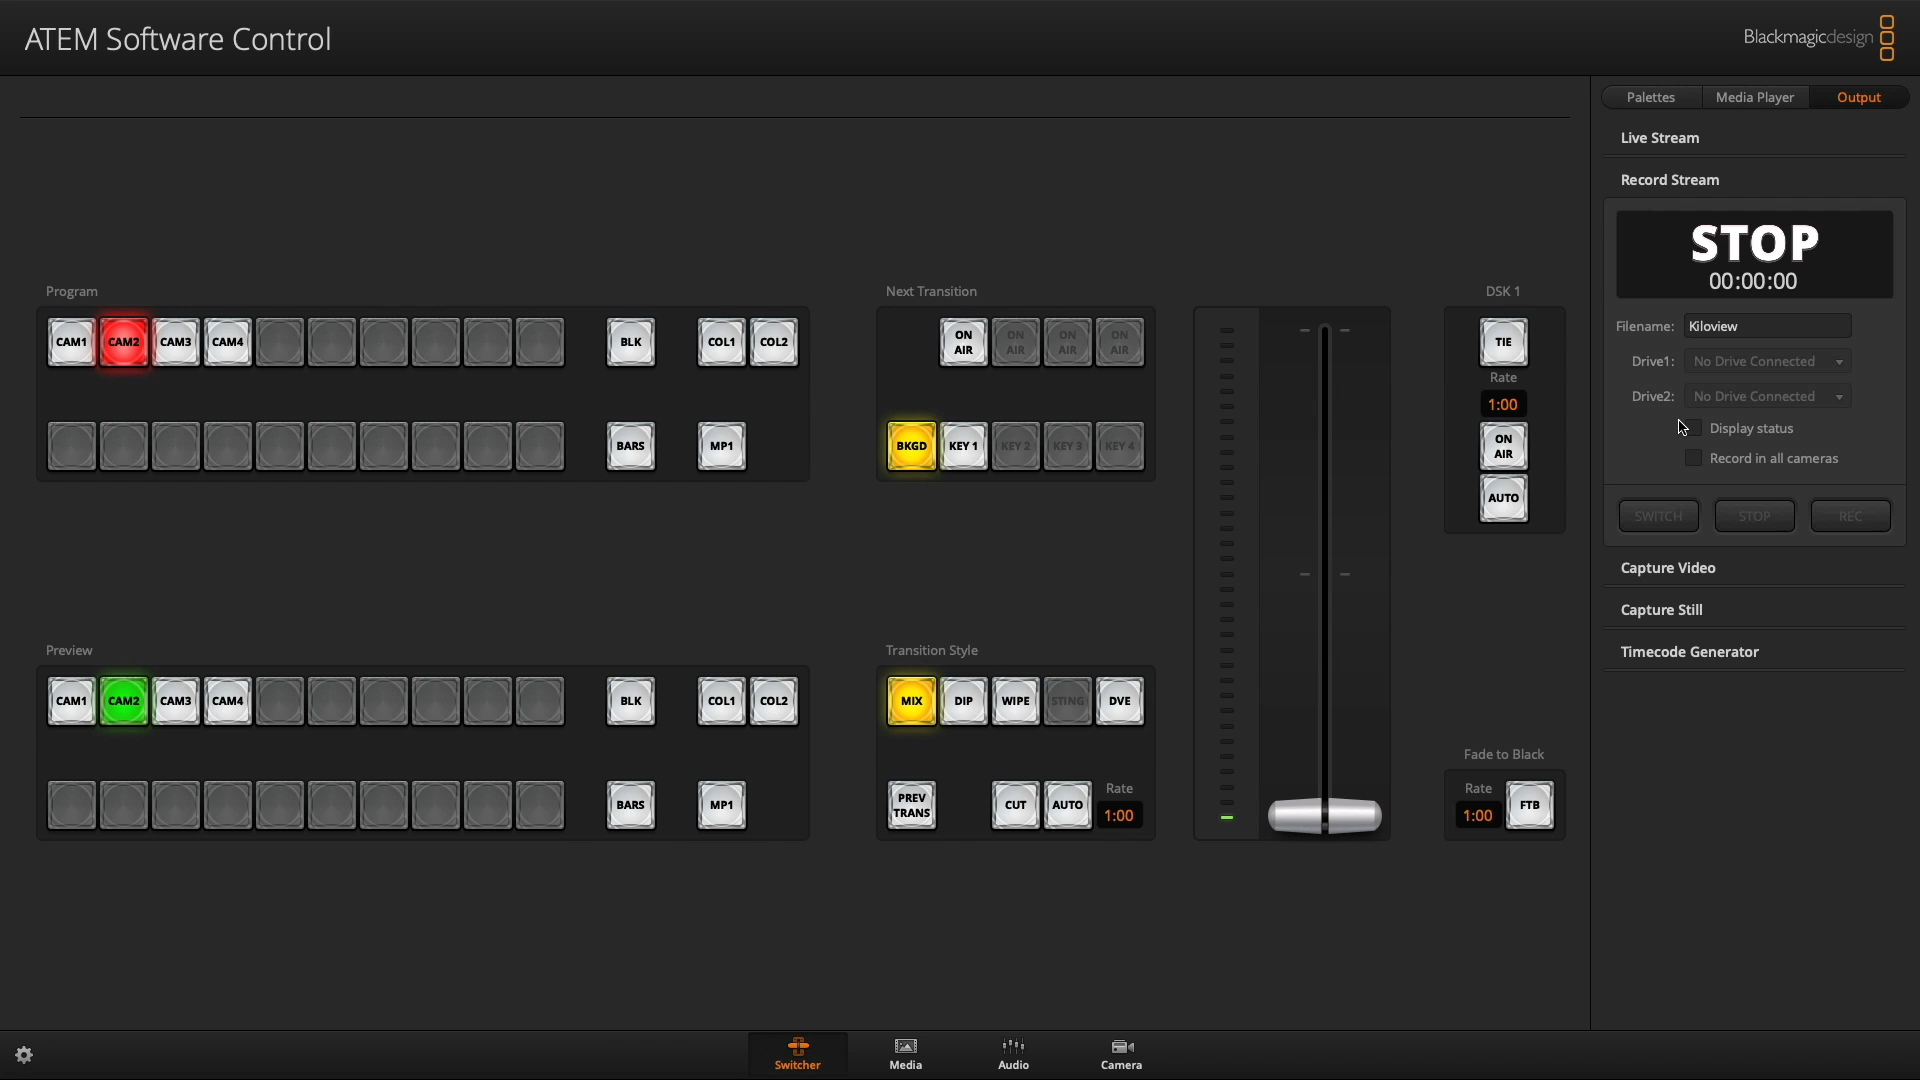 ATEM Software Control
Blackmagicdesign
Palettes
Media Player
Output
Live Stream
Record Stream
STOP
00:00:00
Filename: Kiloview
Drive1: No Drive Connected
Drive2: No Drive Connected
Display status
Record in all cameras
SWITCH STOP REC
Capture Video
Capture Still
Timecode Generator
Program
CAM1 CAM2 CAM3 CAM4 BLK COL1 COL2
BARS MP1
Next Transition
ON AIR
ON AIR
ON AIR
ON AIR
BKGD KEY 1 KEY 2 KEY 3 KEY 4
DSK 1
TIE
Rate
1:00
ON AIR
AUTO
Preview
CAM1 CAM2 CAM3 CAM4 BLK COL1 COL2
BARS MP1
Transition Style
MIX DIP WIPE STING DVE
PREV TRANS
CUT AUTO
Rate
1:00
Fade to Black
Rate
1:00
FTB
Switcher
Media
Audio
Camera